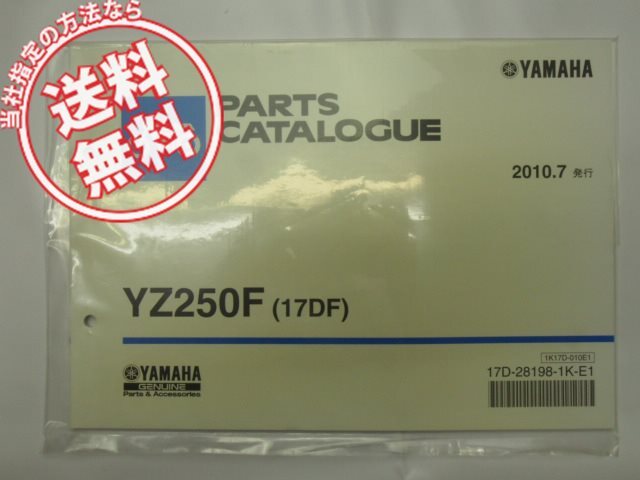 当社指定の方法なら
送料
無料
YAMAHA
PARTS
CATALOGUE
2010.7 発行
YZ250F (17DF)
1K17D-010E1
YAMAHA
GENUINE
Parts & Accessories
17D-28198-1K-E1